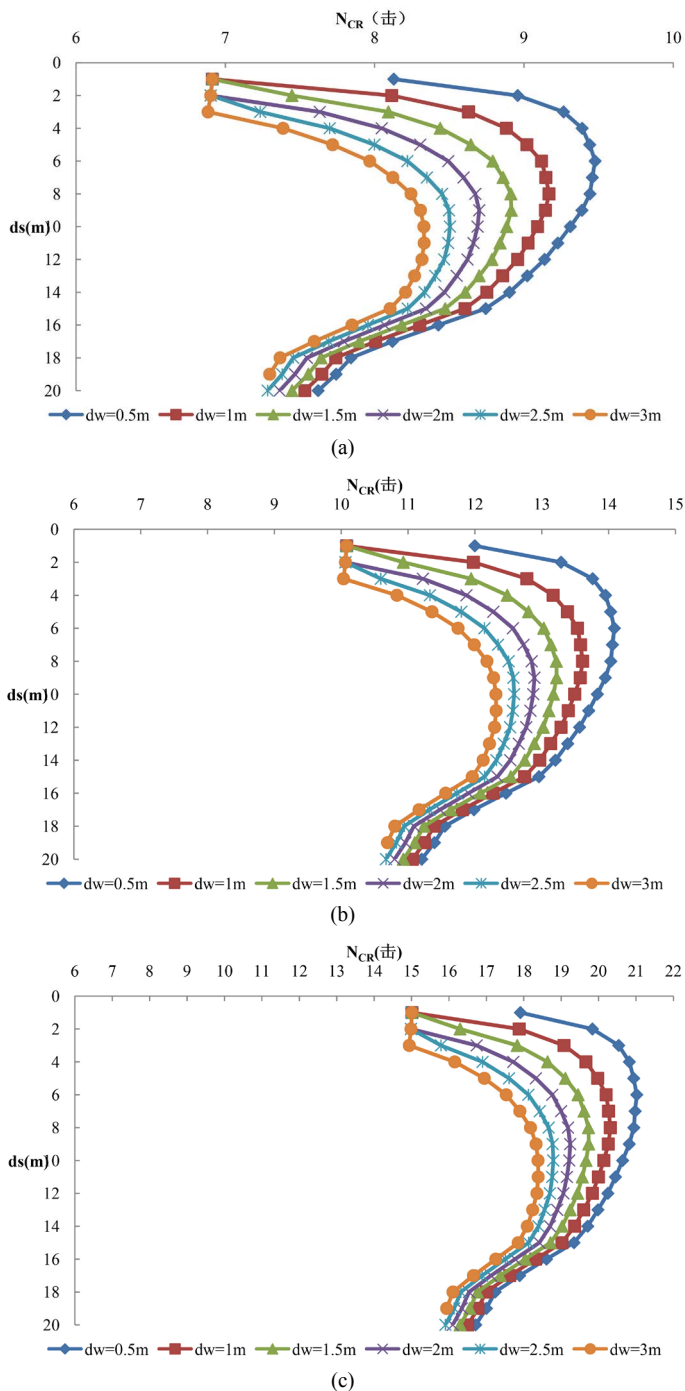 N_CR（击）
6 7 8 9 10
0
2
4
6
8
ds(m) 10
12
14
16
18
20
dw=0.5m dw=1m dw=1.5m dw=2m dw=2.5m dw=3m
(a)
N_CR(击)
6 7 8 9 10 11 12 13 14 15
0
2
4
6
8
ds(m) 10
12
14
16
18
20
dw=0.5m dw=1m dw=1.5m dw=2m dw=2.5m dw=3m
(b)
N_CR(击)
6 7 8 9 10 11 12 13 14 15 16 17 18 19 20 21 22
0
2
4
6
8
ds(m) 10
12
14
16
18
20
dw=0.5m dw=1m dw=1.5m dw=2m dw=2.5m dw=3m
(c)